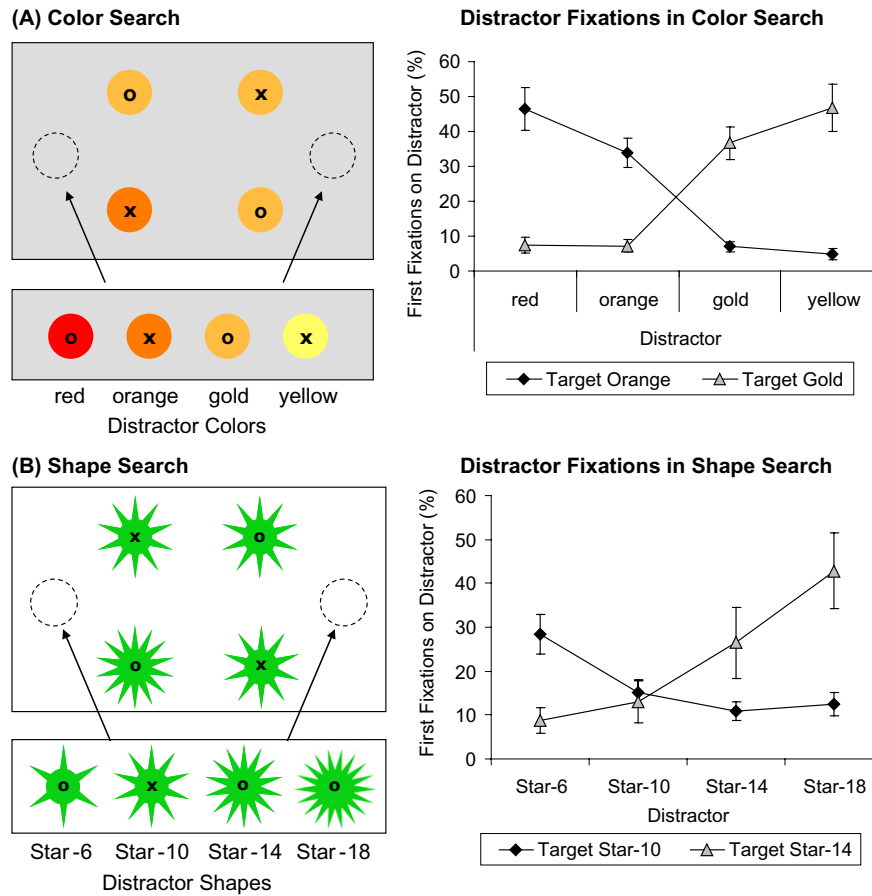 (A) Color Search
o x
x o
o x o x
red orange gold yellow
Distractor Colors
Distractor Fixations in Color Search
First Fixations on Distractor (%)
60
50
40
30
20
10
0
red orange gold yellow
Distractor
Target Orange Target Gold
(B) Shape Search
x o
o x
o x o o
Star-6 Star-10 Star-14 Star-18
Distractor Shapes
Distractor Fixations in Shape Search
First Fixations on Distractor (%)
60
50
40
30
20
10
0
Star-6 Star-10 Star-14 Star-18
Distractor
Target Star-10 Target Star-14